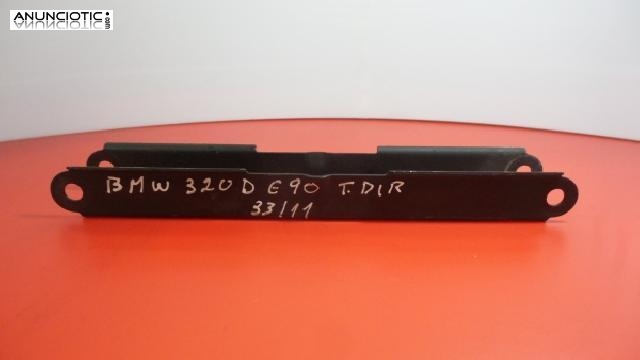 ANUNCIOTIC.com
BMW 320D E90 T.DIR
33/11